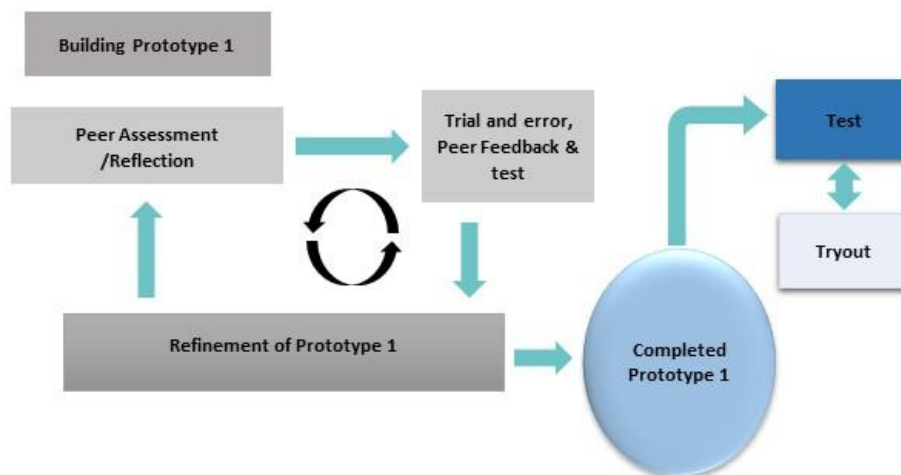 Building Prototype 1
Peer Assessment
/Reflection
Trial and error,
Peer Feedback &
test
Test
Tryout
Refinement of Prototype 1
Completed
Prototype 1